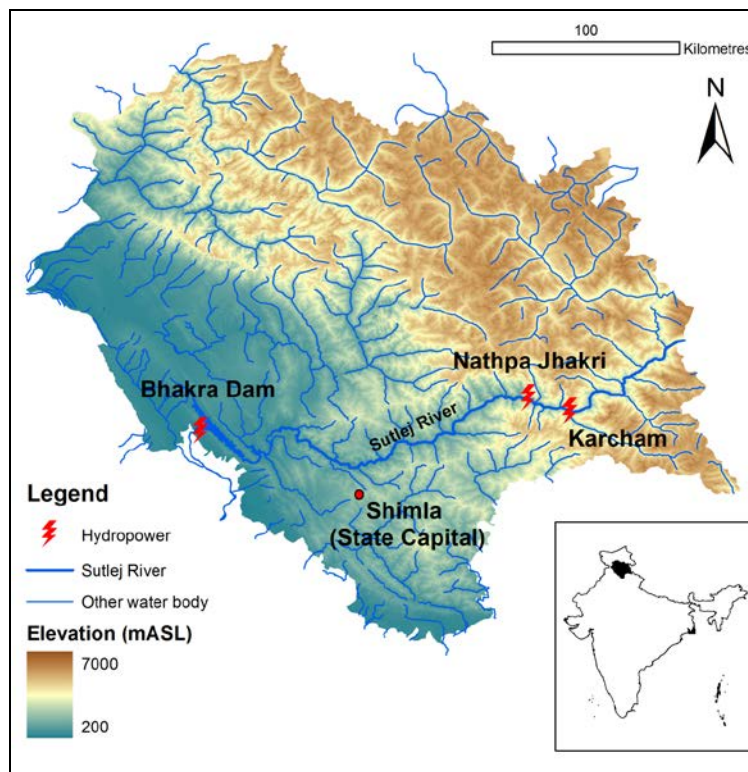 100
Kilometres
N
Nathpa Jhakri
Bhakra Dam
Sutlej River
Karcham
Legend
Hydropower
Shimla
(State Capital)
Sutlej River
Other water body
Elevation (mASL)
7000
200